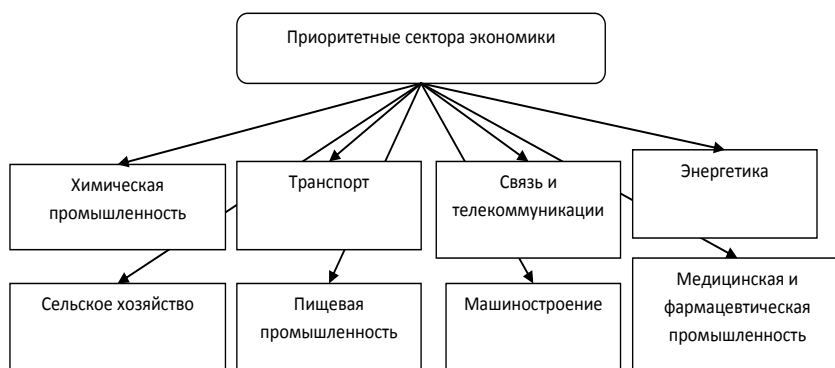 Приоритетные сектора экономики
Химическая
промышленность
Транспорт
Связь и
телекоммуникации
Энергетика
Сельское хозяйство
Пищевая
промышленность
Машиностроение
Медицинская и
фармацевтическая
промышленность